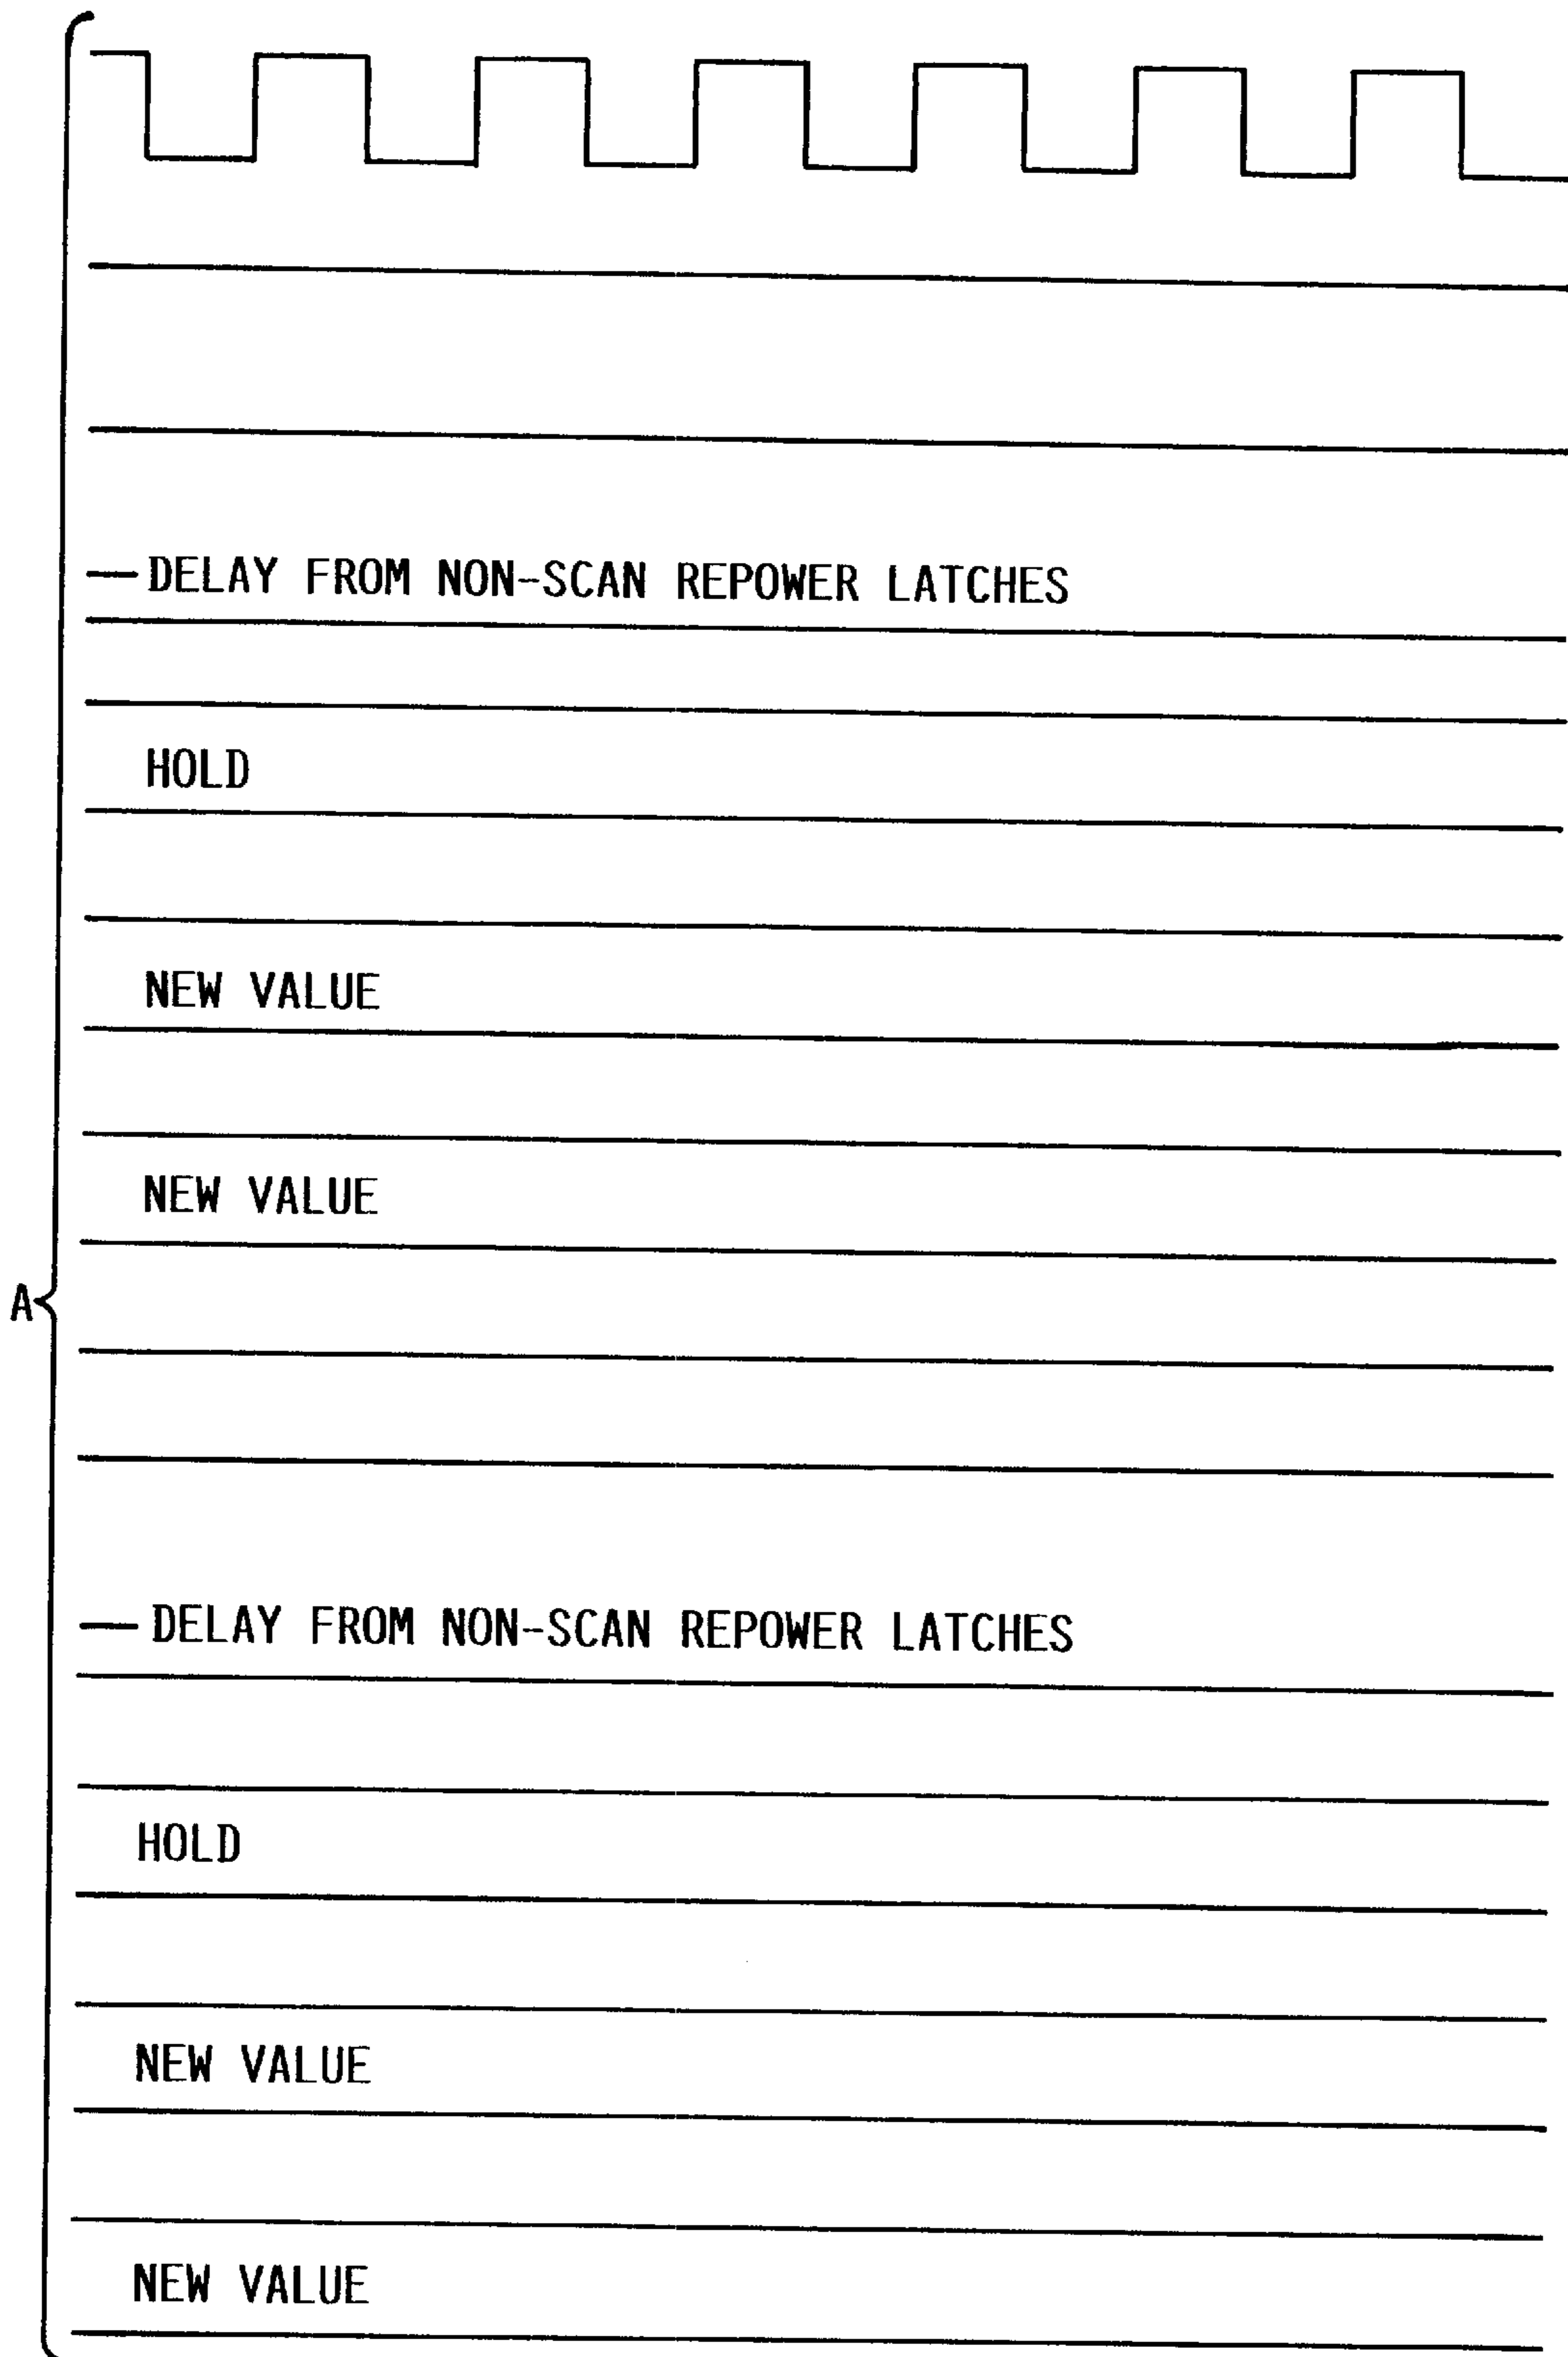 DELAY FROM NON-SCAN REPOWER LATCHES
HOLD
NEW VALUE
NEW VALUE
A
DELAY FROM NON-SCAN REPOWER LATCHES
HOLD
NEW VALUE
NEW VALUE